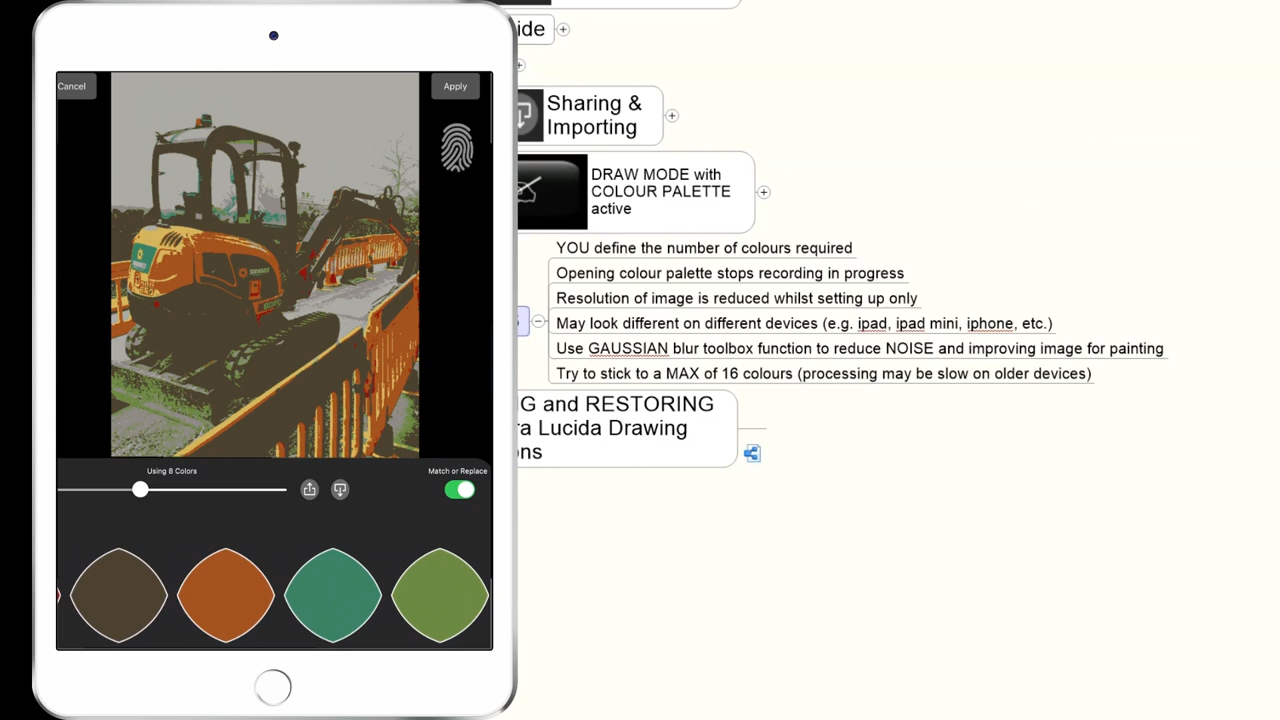 Cancel
Apply
Using 8 Colors
Match or Replace
ide
Sharing &
Importing
DRAW MODE with
COLOUR PALETTE
active
YOU define the number of colours required
Opening colour palette stops recording in progress
Resolution of image is reduced whilst setting up only
May look different on different devices (e.g. ipad, ipad mini, iphone, etc.)
Use GAUSSIAN blur toolbox function to reduce NOISE and improving image for painting
Try to stick to a MAX of 16 colours (processing may be slow on older devices)
G and RESTORING
ra Lucida Drawing
ns